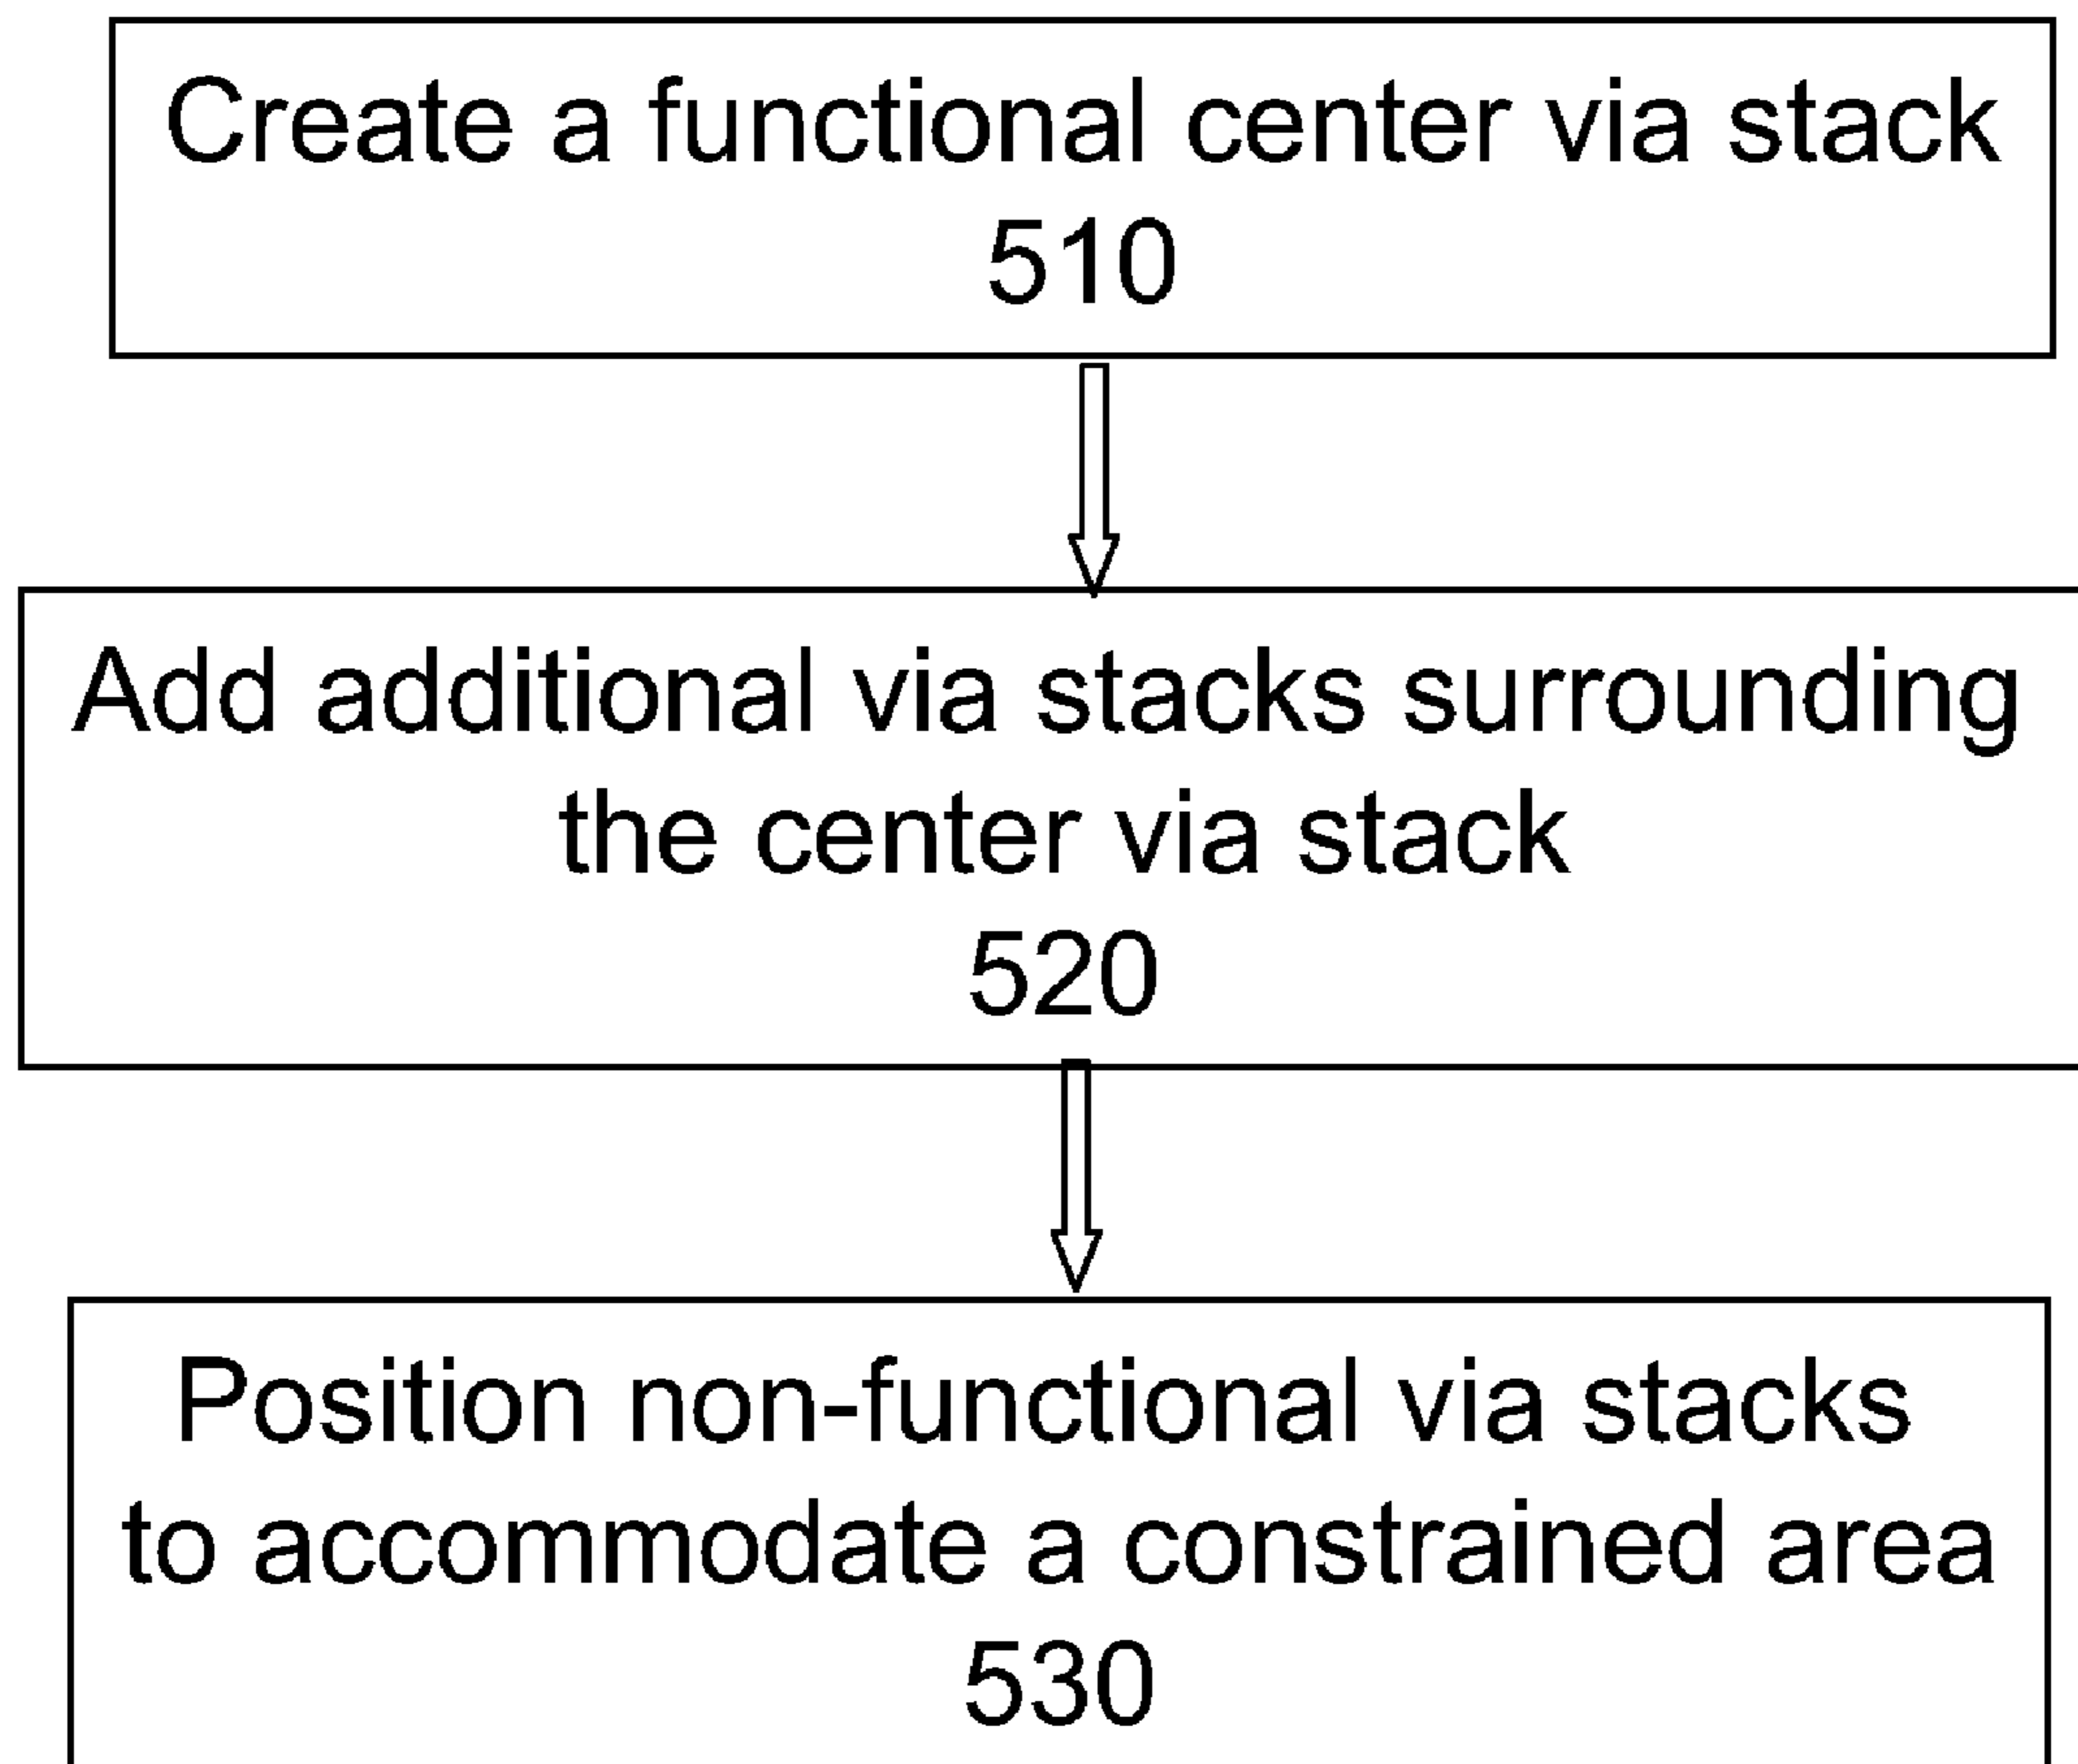 Create a functional center via stack
510
Add additional via stacks surrounding
the center via stack
520
Position non-functional via stacks
to accommodate a constrained area
530